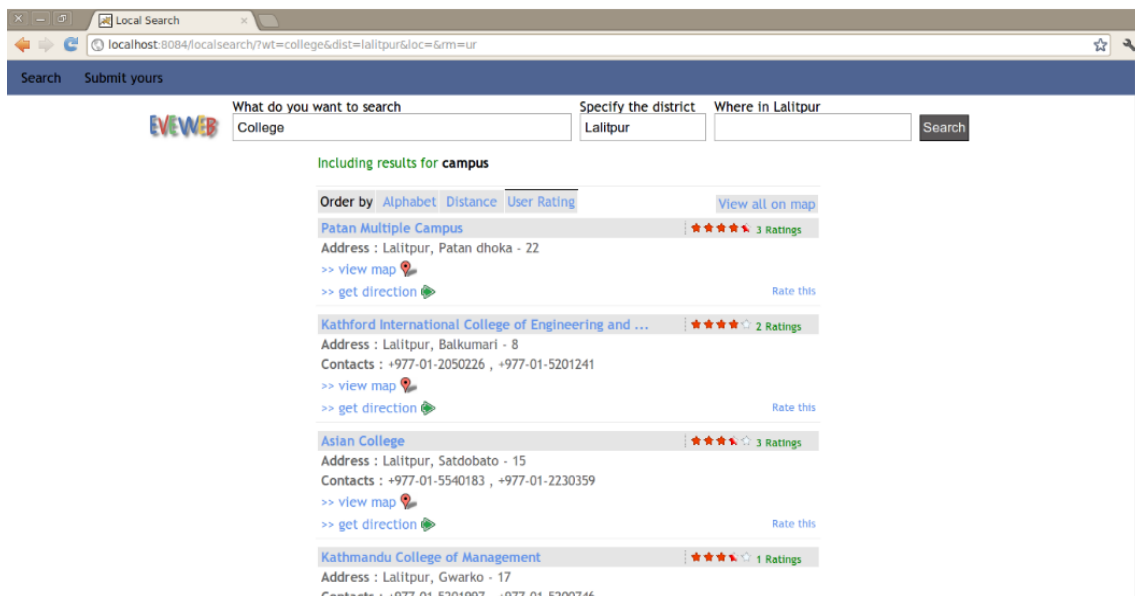 Local Search
localhost:8084/localsearch/?wt=college&dist=lalitpur&loc=&rm=ur
Search Submit yours
What do you want to search Specify the district Where in Lalitpur
EVEWEB College Lalitpur Search
Including results for campus
Order by Alphabet Distance User Rating View all on map
Patan Multiple Campus 3 Ratings
Address : Lalitpur, Patan dhoka - 22
>> view map
>> get direction Rate this
Kathford International College of Engineering and ... 2 Ratings
Address : Lalitpur, Balkumari - 8
Contacts : +977-01-2050226 , +977-01-5201241
>> view map
>> get direction Rate this
Asian College 3 Ratings
Address : Lalitpur, Satdobato - 15
Contacts : +977-01-5540183 , +977-01-2230359
>> view map
>> get direction Rate this
Kathmandu College of Management 1 Ratings
Address : Lalitpur, Gwarko - 17